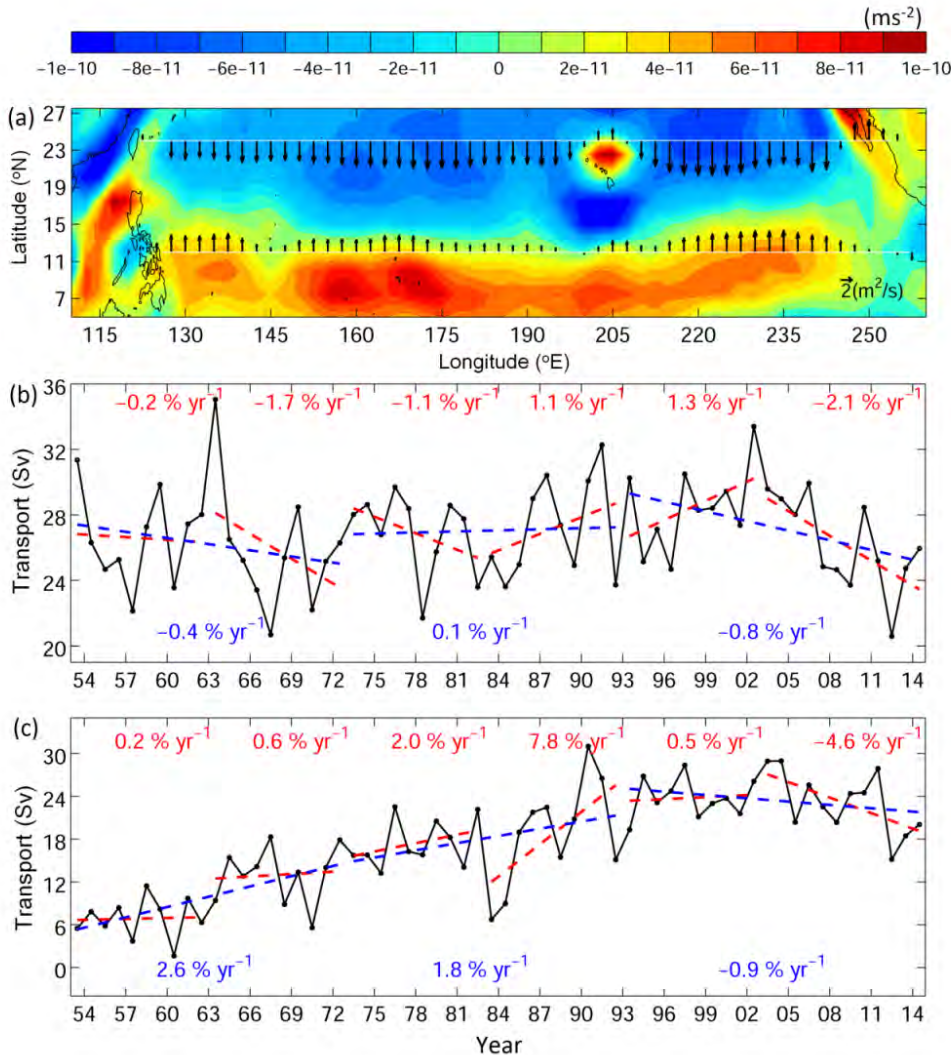 (ms⁻²)
−1e−10 −8e−11 −6e−11 −4e−11 −2e−11 0 2e−11 4e−11 6e−11 8e−11 1e−10
(a)
Latitude (ºN)
27
23
19
15
11
7
2(m²/s)
110 115 130 145 160 175 190 205 220 235 250
Longitude (ºE)
(b)
Transport (Sv)
36
32
28
24
20
−0.2 % yr⁻¹ −1.7 % yr⁻¹ −1.1 % yr⁻¹ 1.1 % yr⁻¹ 1.3 % yr⁻¹ −2.1 % yr⁻¹
−0.4 % yr⁻¹ 0.1 % yr⁻¹ −0.8 % yr⁻¹
54 57 60 63 66 69 72 75 78 81 84 87 90 93 96 99 02 05 08 11 14
(c)
Transport (Sv)
30
24
18
12
6
0
0.2 % yr⁻¹ 0.6 % yr⁻¹ 2.0 % yr⁻¹ 7.8 % yr⁻¹ 0.5 % yr⁻¹ −4.6 % yr⁻¹
2.6 % yr⁻¹ 1.8 % yr⁻¹ −0.9 % yr⁻¹
54 57 60 63 66 69 72 75 78 81 84 87 90 93 96 99 02 05 08 11 14
Year